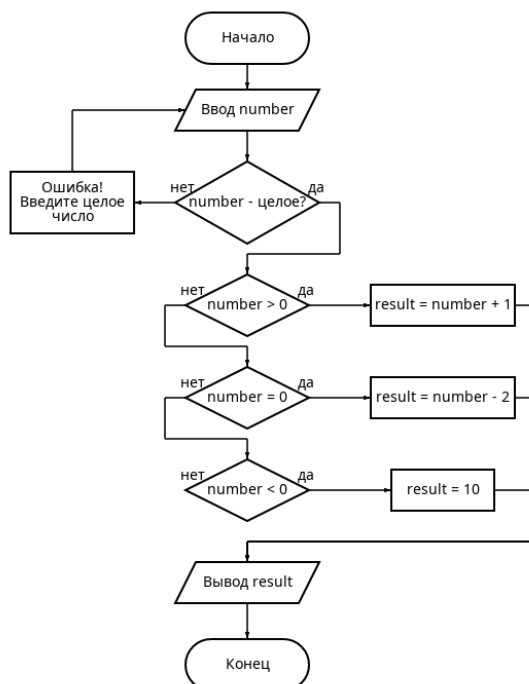 Начало
Ввод number
нет
да
number - целое?
Ошибка!
Введите целое
число
нет
да
number > 0
result = number + 1
нет
да
number = 0
result = number - 2
нет
да
number < 0
result = 10
Вывод result
Конец